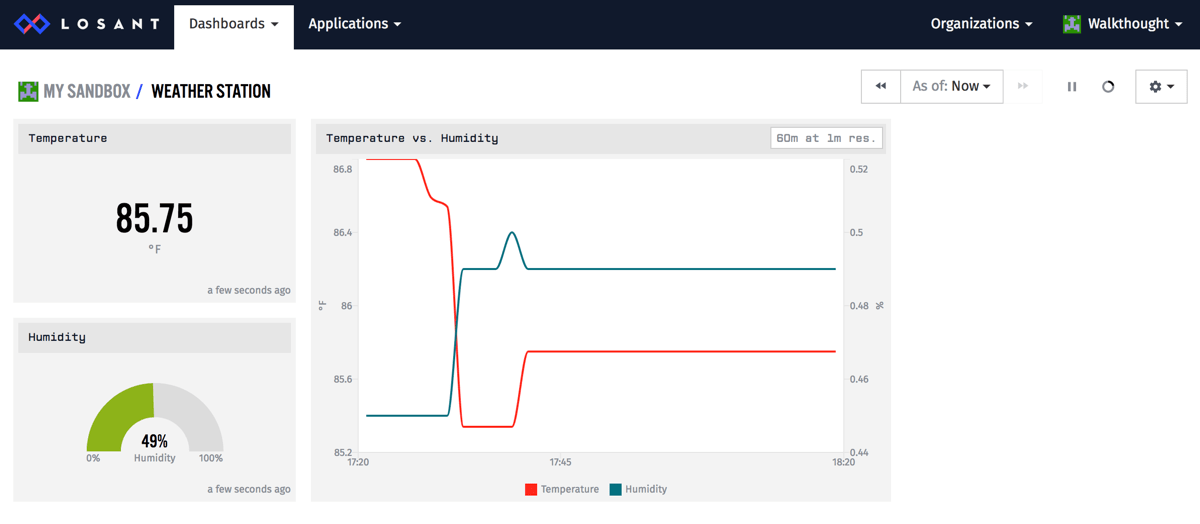 LOSANT Dashboards Applications Organizations Walkthought
MY SANDBOX / WEATHER STATION
As of: Now
Temperature
85.75
°F
a few seconds ago
Humidity
49%
0% Humidity 100%
a few seconds ago
Temperature vs. Humidity 60m at 1m res.
86.8 0.52
86.4 0.5
°F 86 0.48 %
85.6 0.46
85.2 0.44
17:20 17:45 18:20
Temperature Humidity